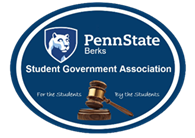 PennState
Berks
Student Government Association
For the Students
By the Students